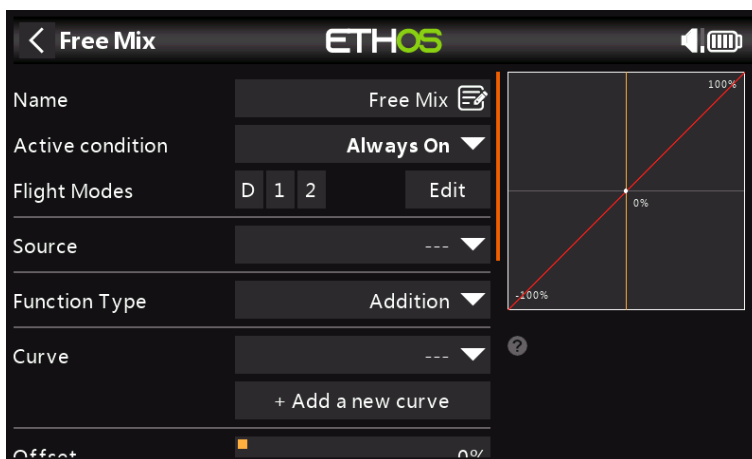 Free Mix
ETHOS
Name Free Mix
Active condition Always On
Flight Modes D 1 2 Edit
Source ---
Function Type Addition
Curve ---
+ Add a new curve
Offset 0%
100%
0%
-100%
?